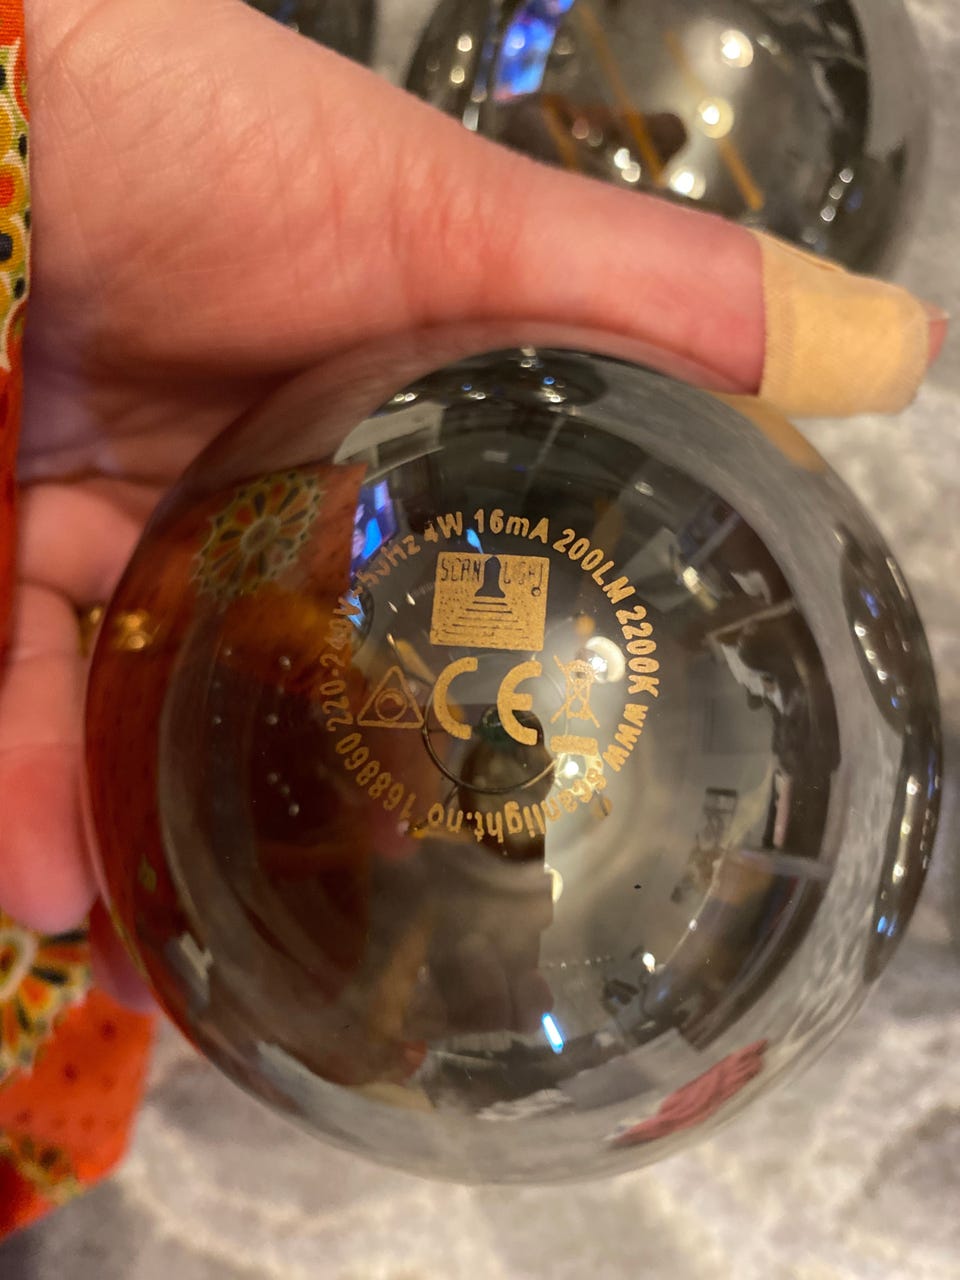 220-240V 50Hz 4W 16mA 200LM 2200K www.scanlight.no 168860
SCAN LIGHT
CE